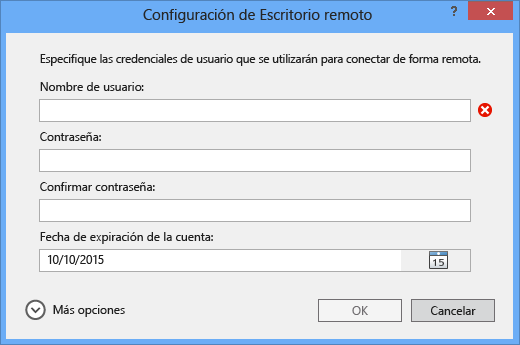 Configuración de Escritorio remoto
?
Especifique las credenciales de usuario que se utilizarán para conectar de forma remota.
Nombre de usuario:
Contraseña:
Confirmar contraseña:
Fecha de expiración de la cuenta:
10/10/2015
15
Más opciones
OK
Cancelar